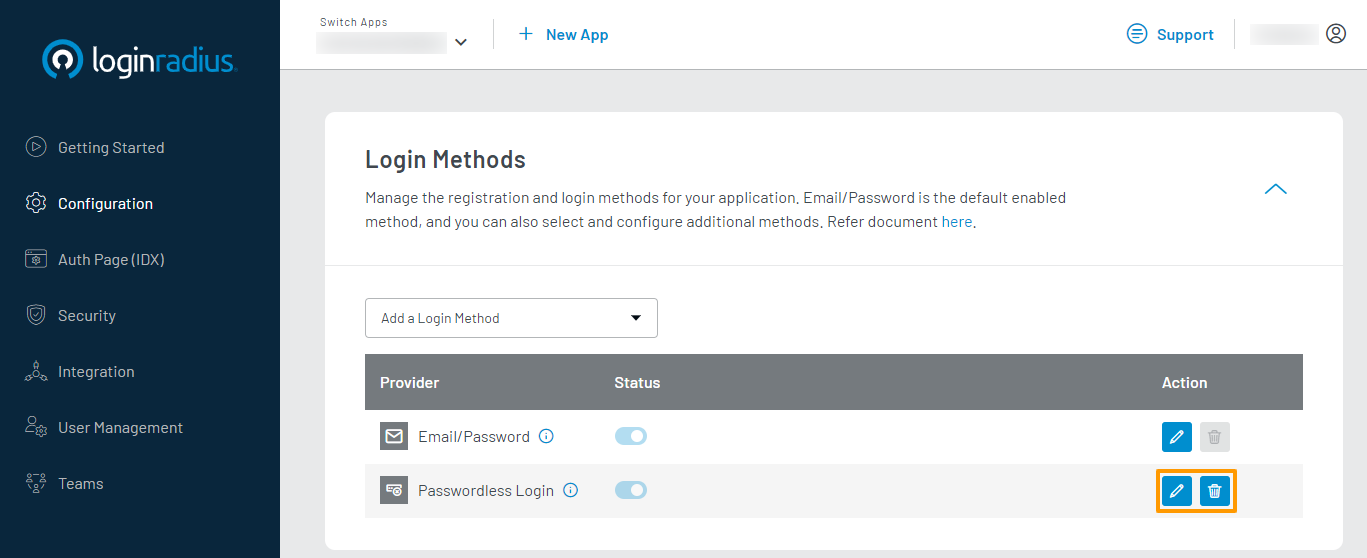 Switch Apps
+ New App
Support
loginradius
Getting Started
Configuration
Auth Page (IDX)
Security
Integration
User Management
Teams
Login Methods
Manage the registration and login methods for your application. Email/Password is the default enabled
method, and you can also select and configure additional methods. Refer document here.
Add a Login Method
Provider Status Action
Email/Password
Passwordless Login